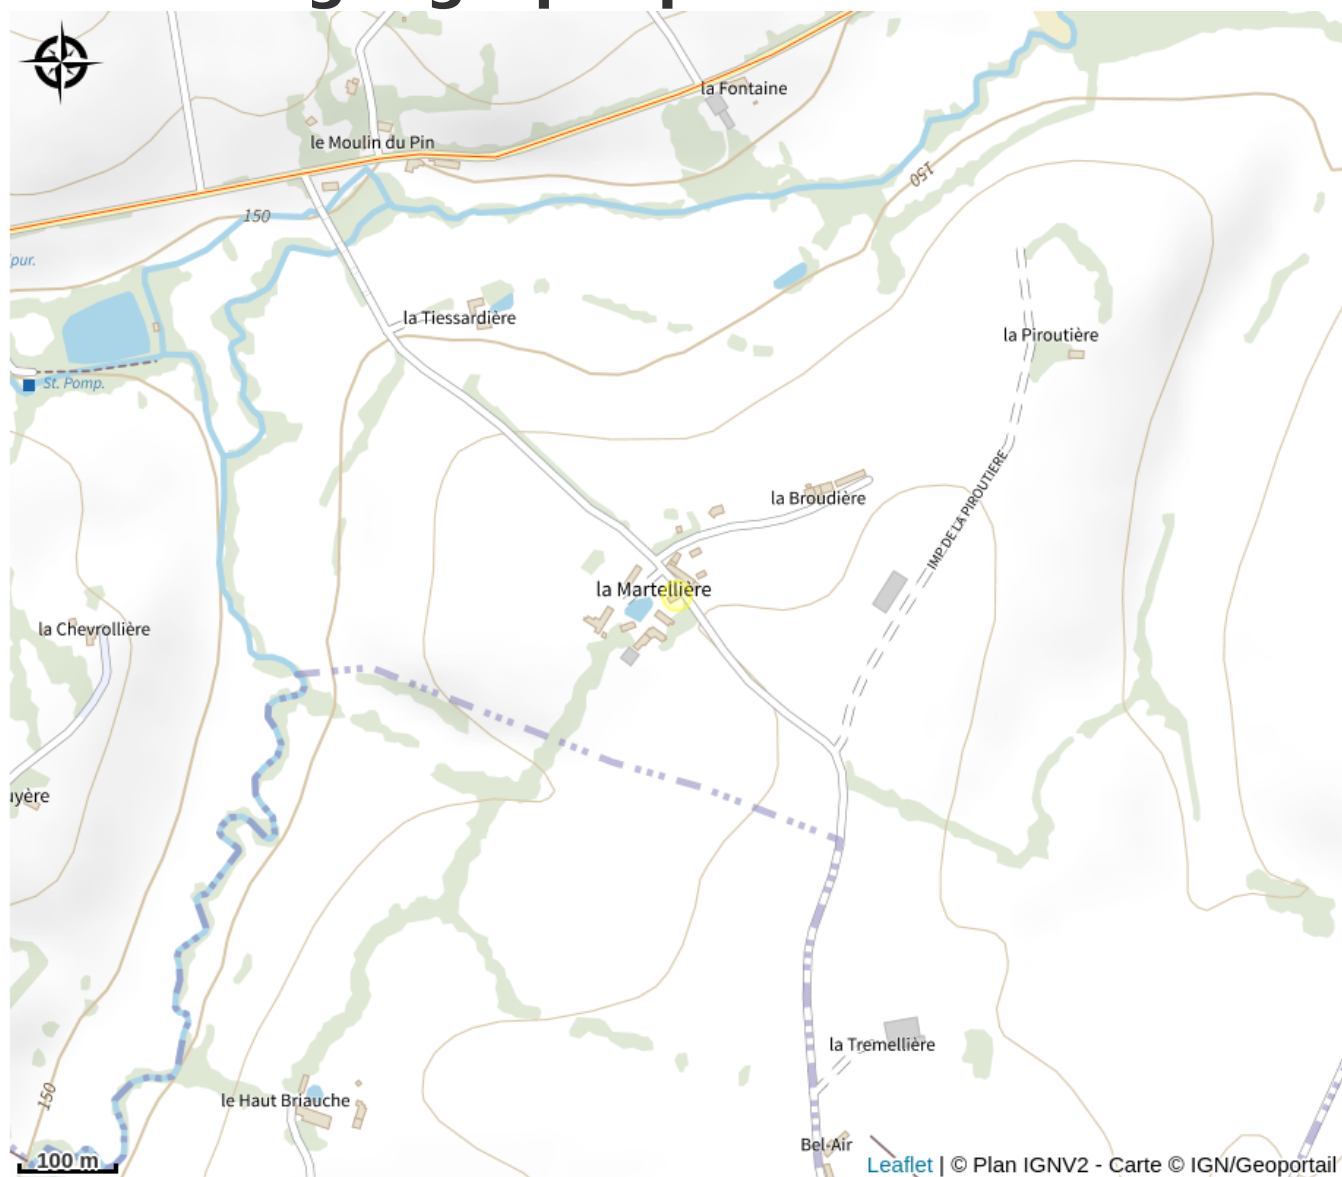 la Fontaine
le Moulin du Pin
150
150
pur.
la Tiessardière
la Piroutière
St. Pomp.
IMP. DE LA PIROUTIERE
la Broudière
la Martellière
la Chevrollière
uyère
la Tremellière
150
le Haut Briauche
Bel-Air
100 m
Leaflet | © Plan IGNV2 - Carte © IGN/Geoportail